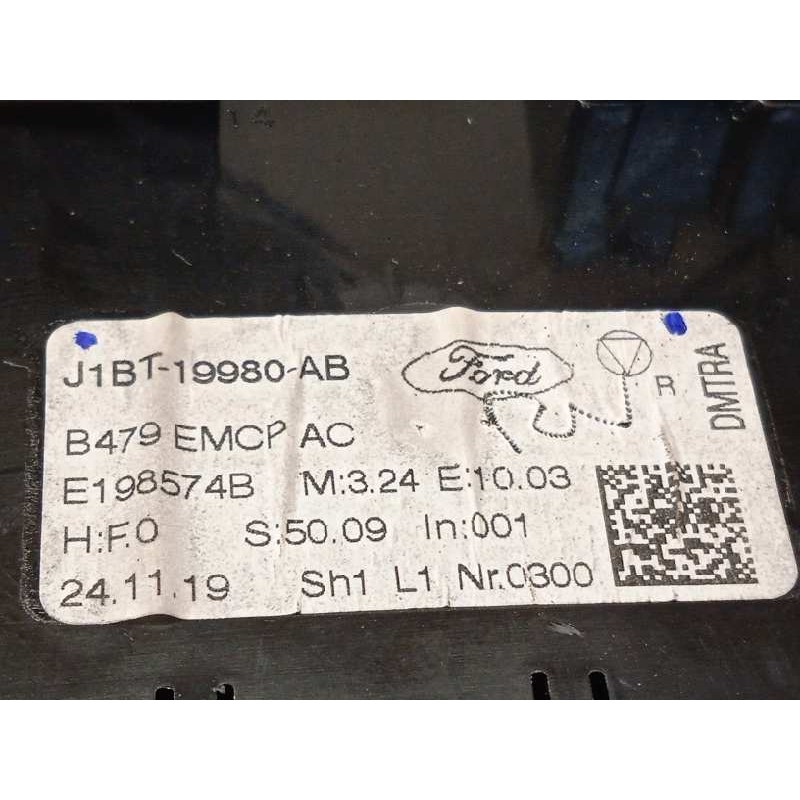 J1BT-19980-AB
Ford
R
DMTRA
B479 EMCP AC
E198574B M:3.24 E:10.03
H:F.0 S:50.09 In:001
24.11.19 Sh1 L1 Nr.0300